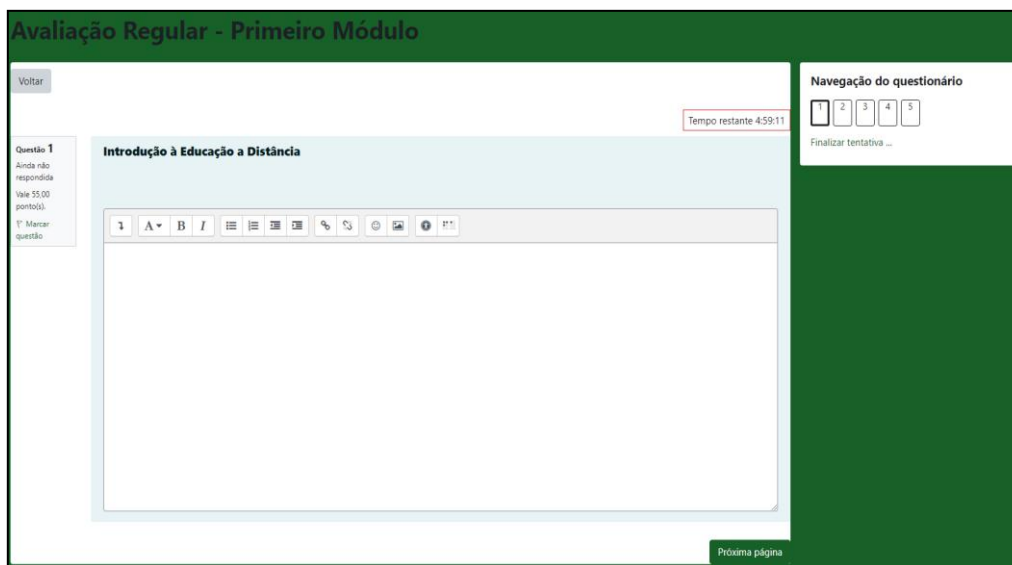 Avaliação Regular - Primeiro Módulo
Voltar
Tempo restante 4:59:11
Questão 1
Ainda não
respondida
Vale 55,00
ponto(s).
Marcar
questão
Introdução à Educação a Distância
A B I
Próxima página
Navegação do questionário
1 2 3 4 5
Finalizar tentativa ...